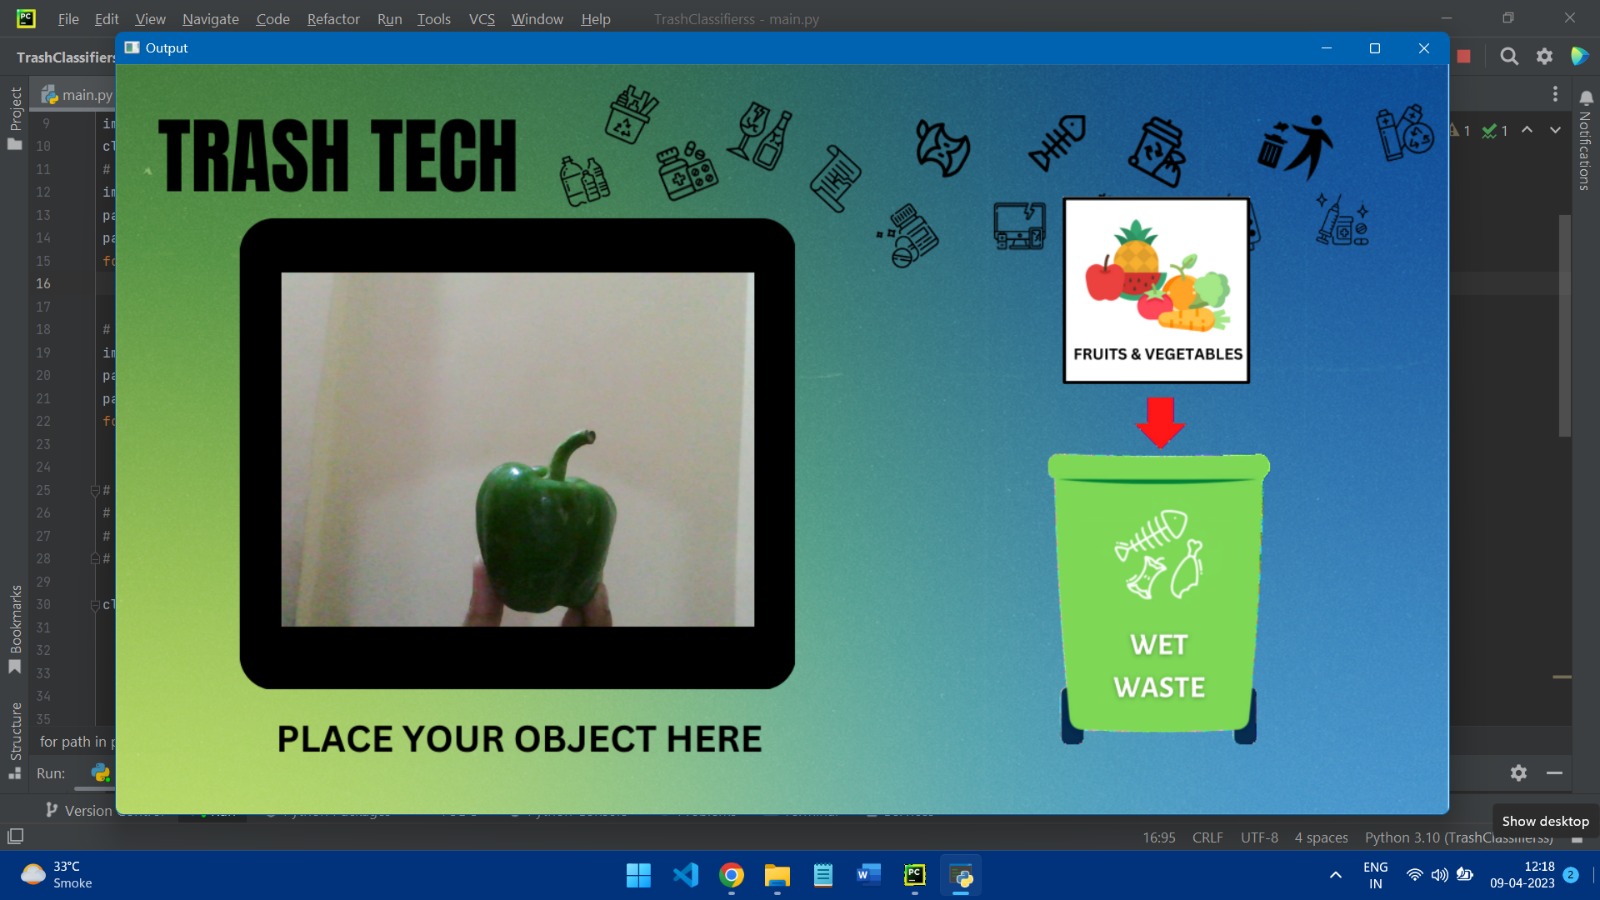 PC
File Edit View Navigate Code Refactor Run Tools VCS Window Help TrashClassifierss - main.py
TrashClassifiers
Output
Project
main.py
Notifications
1 1
9 im
10 cl
11 #
12 im
13 pa
14 pa
15 fo
16
17
18 #
19 im
20 pa
21 pa
22 fo
23
24
25 #
26 #
27 #
28 #
29
30 cl
31
32
33
34
35
TRASH TECH
FRUITS & VEGETABLES
WET
WASTE
PLACE YOUR OBJECT HERE
Bookmarks
Structure
for path in p
Run:
Version
Show desktop
16:95 CRLF UTF-8 4 spaces Python 3.10 (TrashClassifierss)
33°C
Smoke
W
PC
ENG
IN
12:18
09-04-2023
2